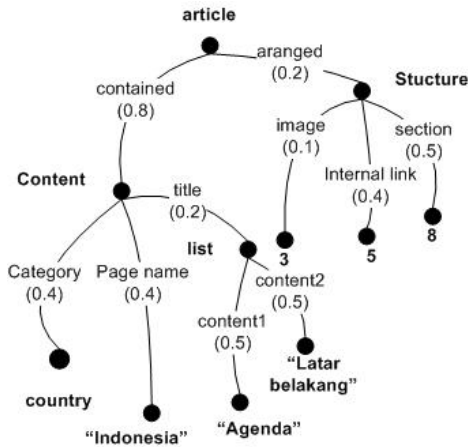 article
aranged
(0.2)
contained
(0.8)
Stucture
image
(0.1)
section
(0.5)
Internal link
(0.4)
Content
title
(0.2)
list
3
5
8
Category
(0.4)
Page name
(0.4)
content2
(0.5)
content1
(0.5)
country
"Latar
belakang"
"Indonesia"
"Agenda"